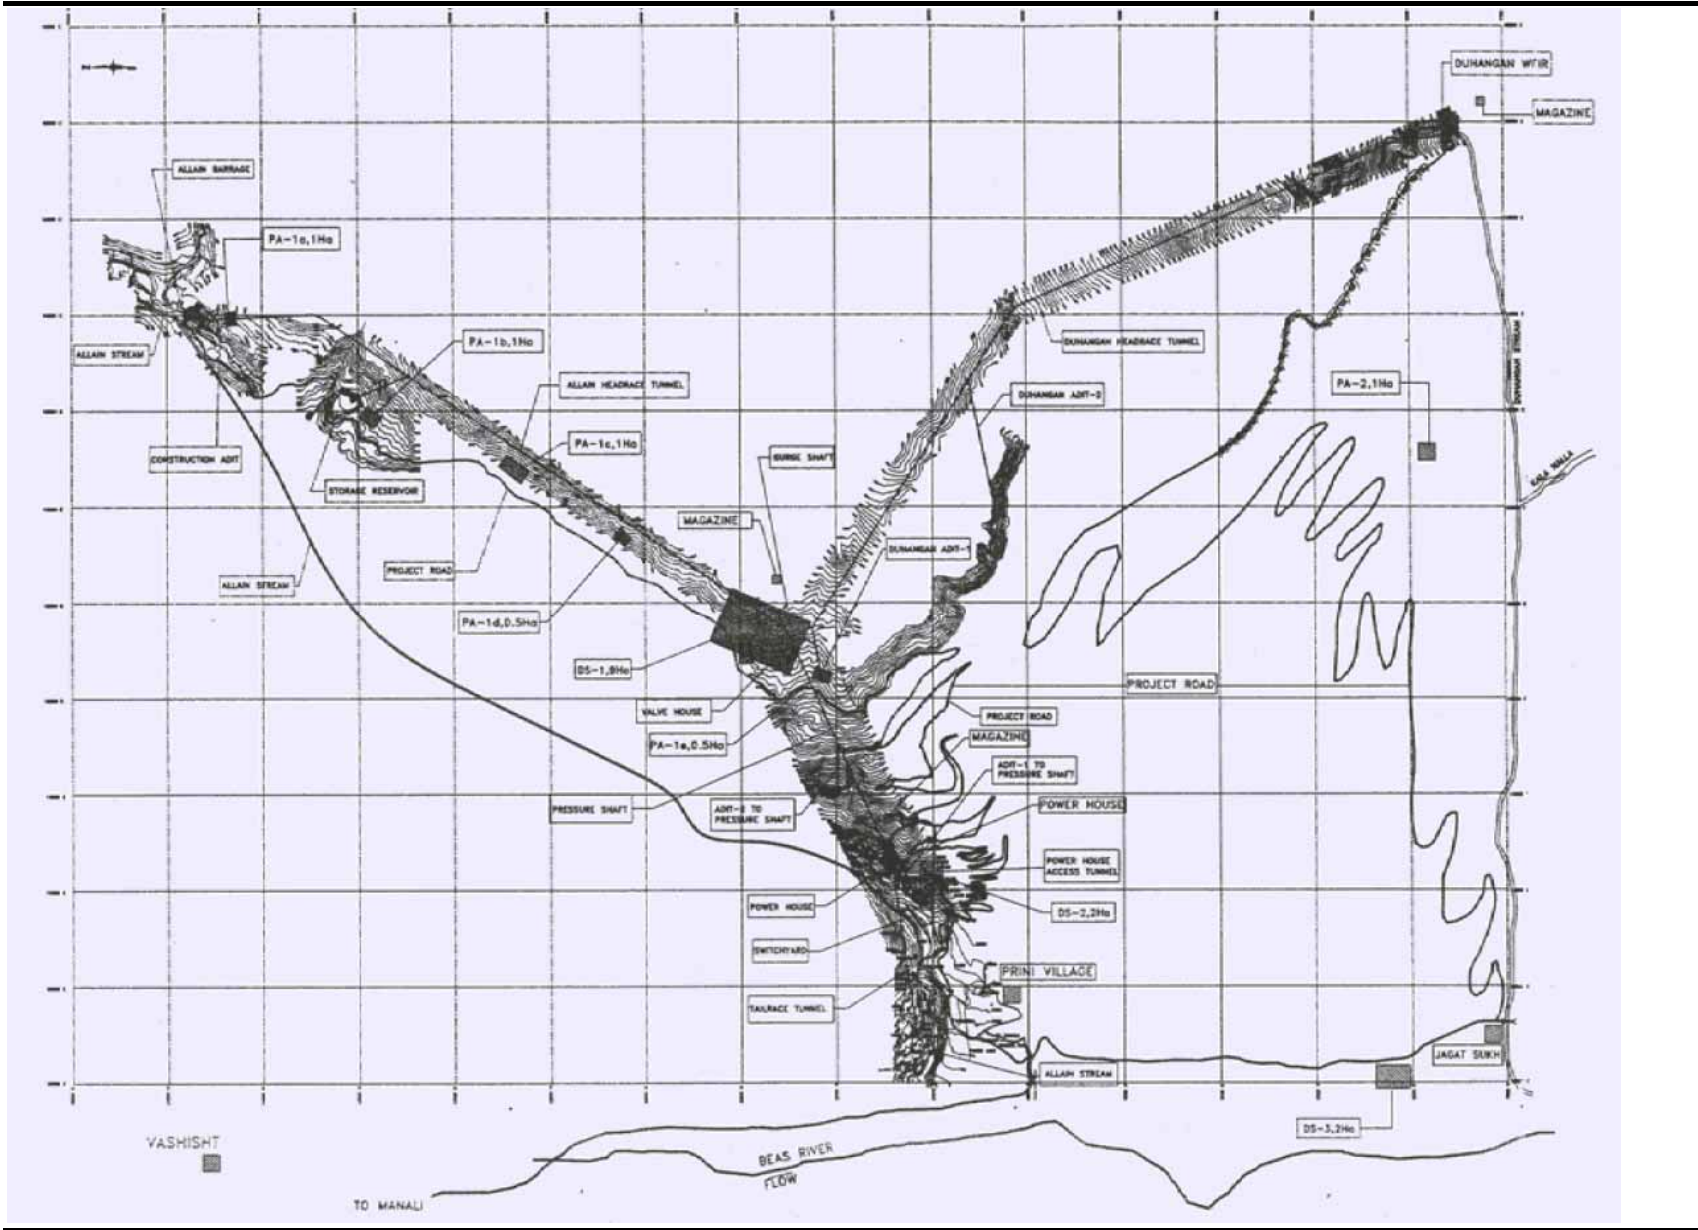 N
DUHANGAN WEIR
MAGAZINE
ALLAIN BARRAGE
PA-1a,1Ha
ALLAIN STREAM
PA-1b,1Ha
DUHANGAN HEADRACE TUNNEL
DUHANGAN STREAM
ALLAIN HEADRACE TUNNEL
PA-2,1Ha
DUHANGAN ADIT-2
PA-1c,1Ha
CONSTRUCTION ADIT
SURGE SHAFT
STORAGE RESERVOIR
NALLA
MAGAZINE
DUHANGAN ADIT-1
PROJECT ROAD
ALLAIN STREAM
PA-1d,0.5Ha
DS-1,9Ha
PROJECT ROAD
VALVE HOUSE
PROJECT ROAD
MAGAZINE
PA-1e,0.5Ha
ADIT-1 TO
PRESSURE SHAFT
POWER HOUSE
PRESSURE SHAFT
ADIT-2 TO
PRESSURE SHAFT
POWER HOUSE
ACCESS TUNNEL
POWER HOUSE
DS-2,2Ha
SWITCHYARD
PRINI VILLAGE
TAILRACE TUNNEL
JAGAT SUKH
ALLAIN STREAM
DS-3,2Ha
VASHISHT
BEAS RIVER
FLOW
TO MANALI